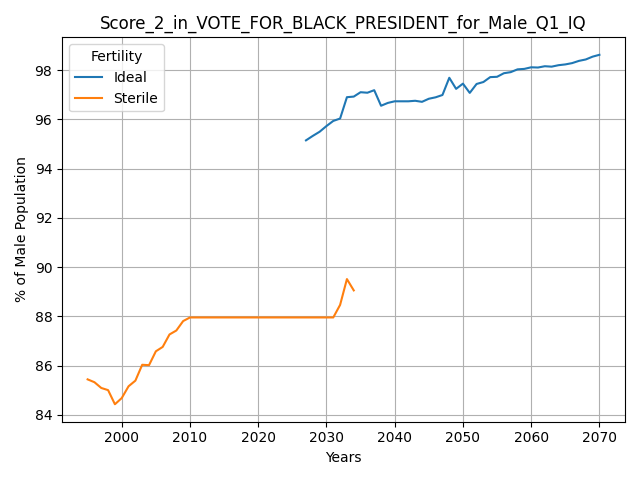 Score_2_in_VOTE_FOR_BLACK_PRESIDENT_for_Male_Q1_IQ
Fertility
Ideal
Sterile
% of Male Population
98
96
94
92
90
88
86
84
2000 2010 2020 2030 2040 2050 2060 2070
Years